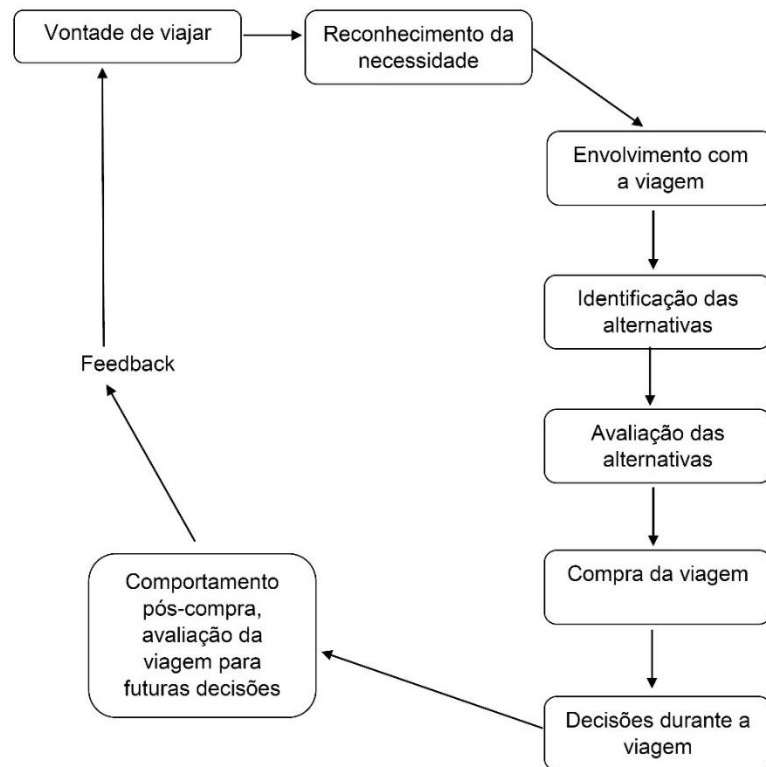 Vontade de viajar
Reconhecimento da
necessidade
Envolvimento com
a viagem
Identificação das
alternativas
Avaliação das
alternativas
Compra da viagem
Decisões durante a
viagem
Comportamento
pós-compra,
avaliação da
viagem para
futuras decisões
Feedback